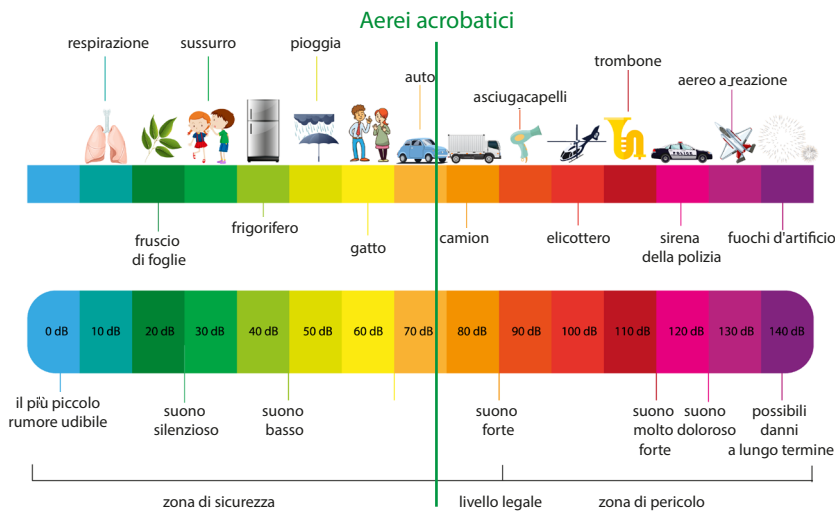 Aerei acrobatici
respirazione
sussurro
pioggia
auto
asciugacapelli
trombone
aereo a reazione
POLICE
fruscio
di foglie
frigorifero
gatto
camion
elicottero
sirena
della polizia
fuochi d'artificio
0 dB 10 dB 20 dB 30 dB 40 dB 50 dB 60 dB 70 dB 80 dB 90 dB 100 dB 110 dB 120 dB 130 dB 140 dB
il più piccolo
rumore udibile
suono
silenzioso
suono
basso
suono
forte
suono
molto
forte
suono
doloroso
possibili
danni
a lungo termine
zona di sicurezza
livello legale
zona di pericolo